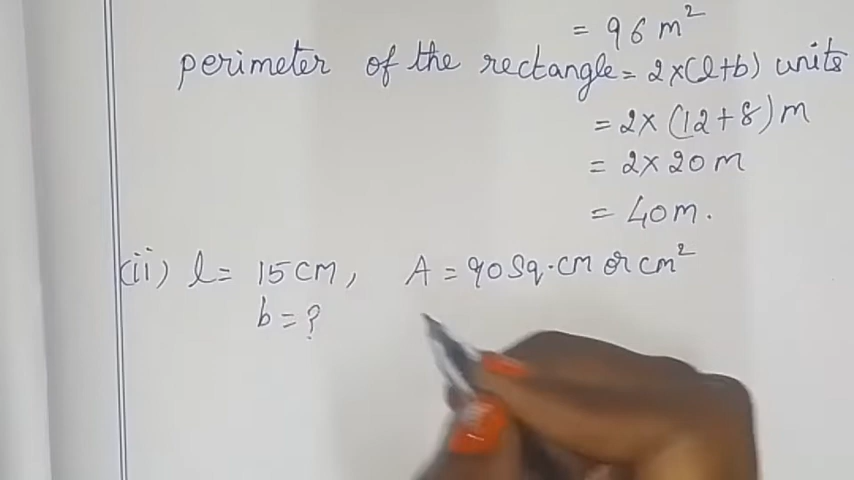 = 96 m²
perimeter of the rectangle = 2×(l+b) units
= 2× (12+8) m
= 2×20 m
= 40m.
(ii) l= 15cm, A = 90 Sq.cm or cm²
b = ?